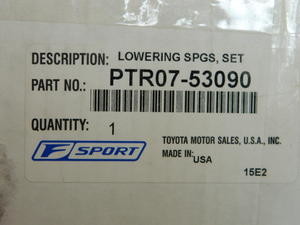 DESCRIPTION: LOWERING SPGS, SET
PART NO.: PTR07-53090
QUANTITY: 1
F SPORT
TOYOTA MOTOR SALES, U.S.A., INC.
MADE IN: USA
15E2